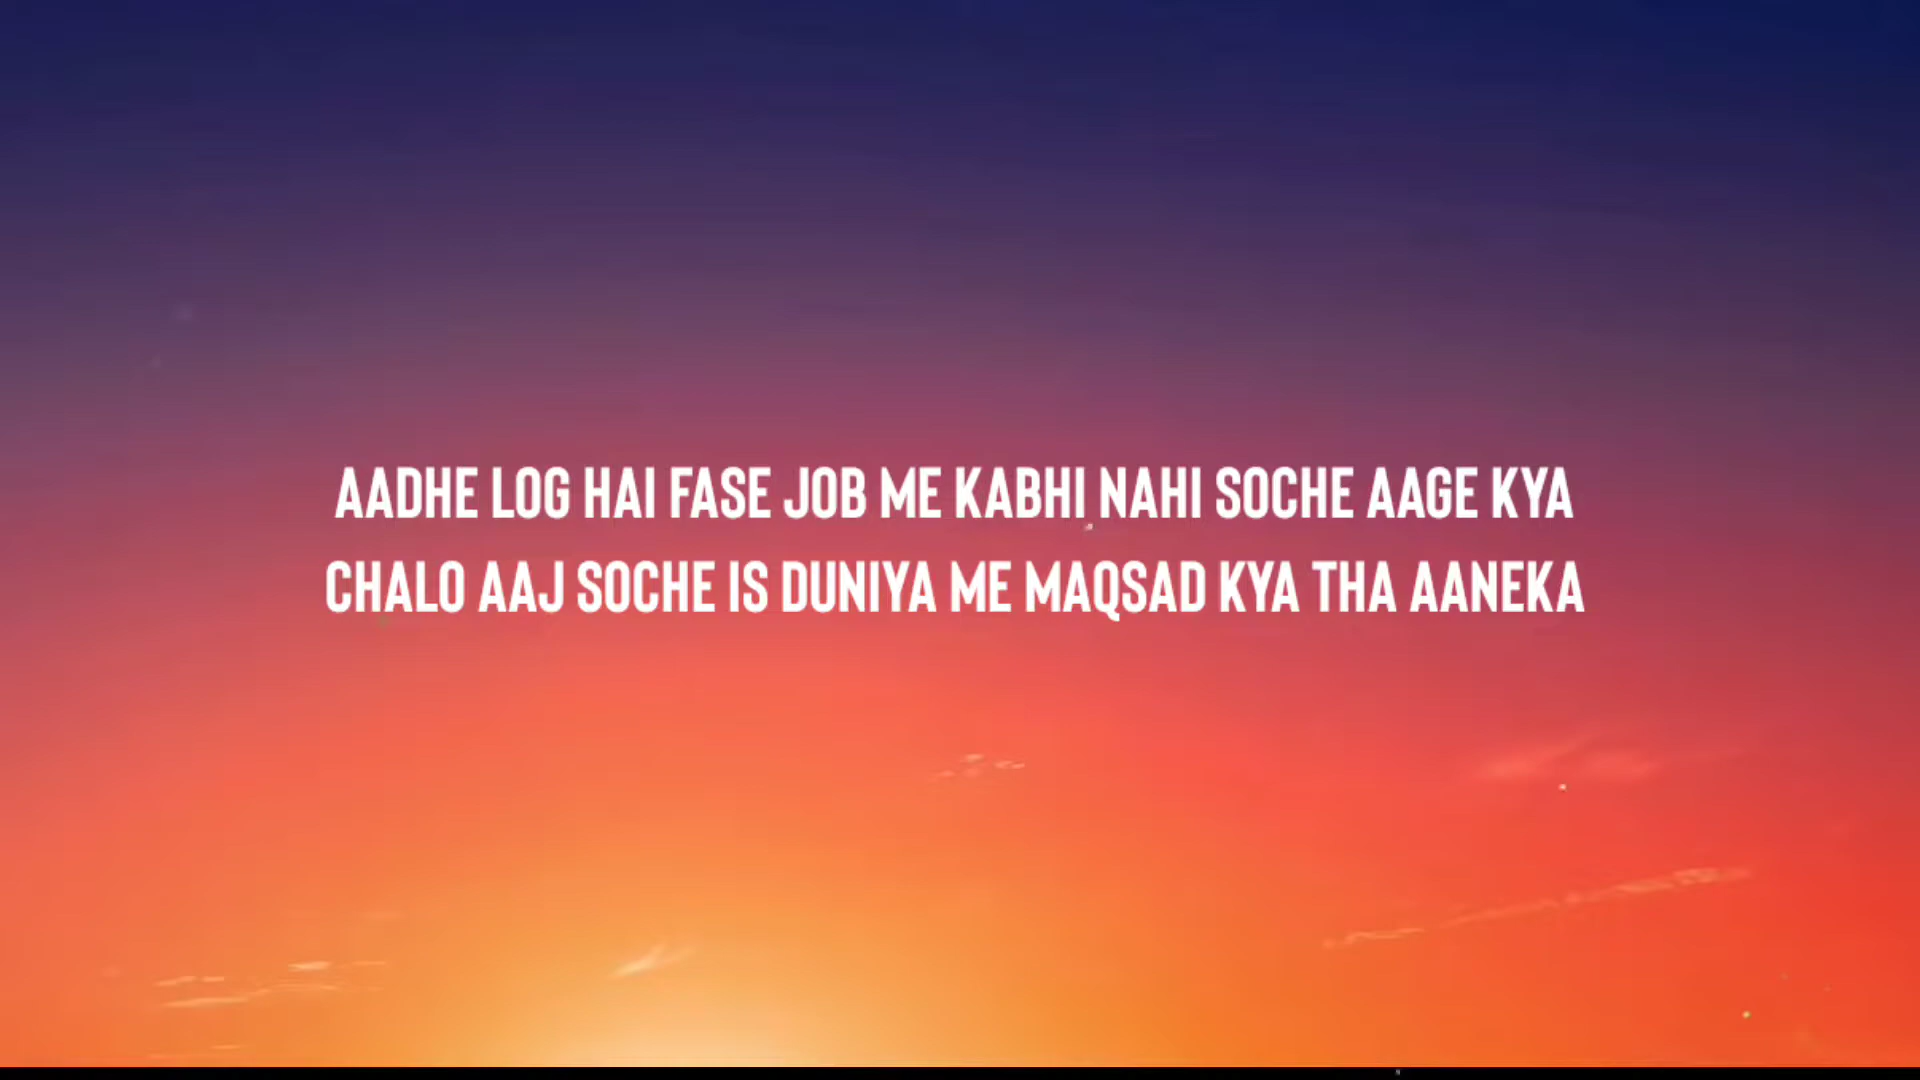 AADHE LOG HAI FASE JOB ME KABHI NAHI SOCHE AAGE KYA
CHALO AAJ SOCHE IS DUNIYA ME MAQSAD KYA THA AANEKA